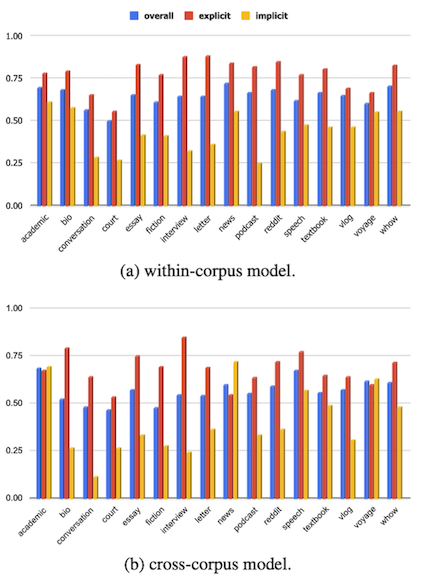 overall explicit implicit
1.00
0.75
0.50
0.25
0.00
academic bio conversation court essay fiction interview letter news podcast reddit speech textbook vlog voyage whow
(a) within-corpus model.
1.00
0.75
0.50
0.25
0.00
academic bio conversation court essay fiction interview letter news podcast reddit speech textbook vlog voyage whow
(b) cross-corpus model.